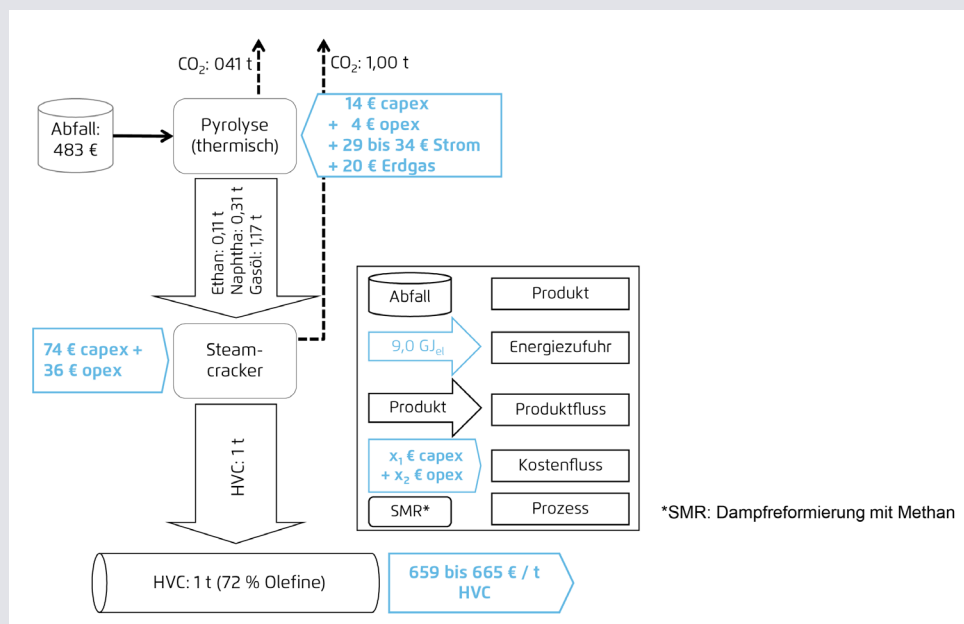 CO₂: 041 t
CO₂: 1,00 t
Abfall:
483 €
Pyrolyse
(thermisch)
14 € capex
+ 4 € opex
+ 29 bis 34 € Strom
+ 20 € Erdgas
Ethan: 0,11 t
Naphtha: 0,31 t
Gasöl: 1,17 t
74 € capex +
36 € opex
Steam-
cracker
HVC: 1 t
HVC: 1 t (72 % Olefine)
659 bis 665 € / t
HVC
Abfall
Produkt
9,0 GJel
Energiezufuhr
Produkt
Produktfluss
x₁ € capex
+ x₂ € opex
Kostenfluss
SMR*
Prozess
*SMR: Dampfreformierung mit Methan